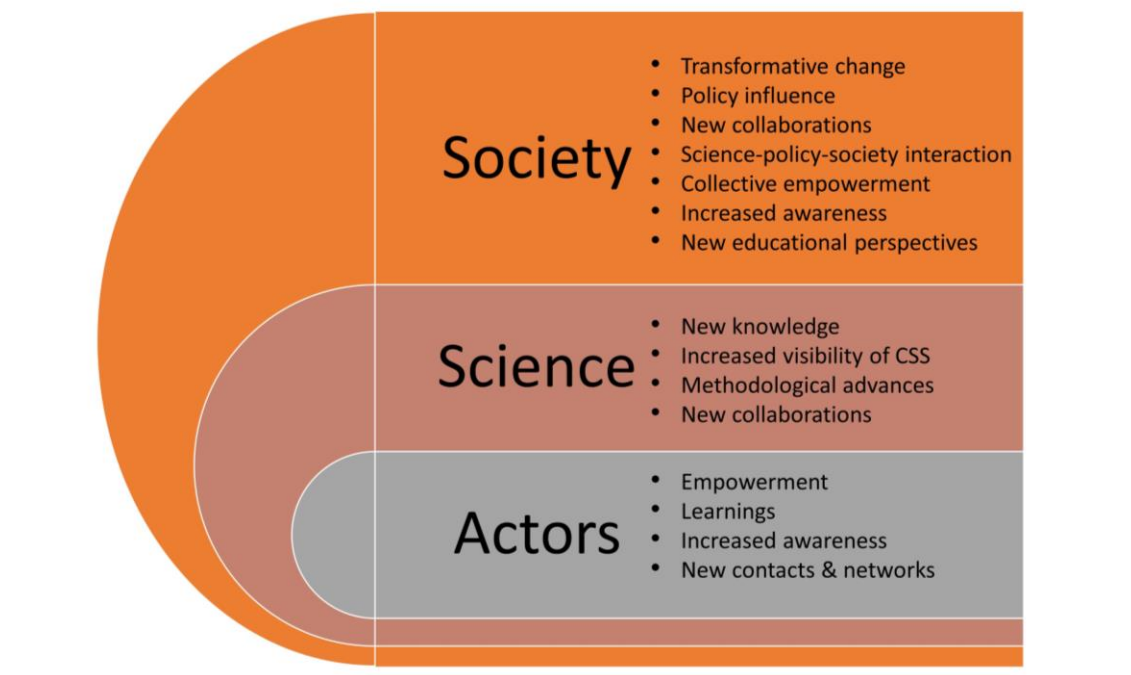 Society
• Transformative change
• Policy influence
• New collaborations
• Science-policy-society interaction
• Collective empowerment
• Increased awareness
• New educational perspectives
Science
• New knowledge
• Increased visibility of CSS
• Methodological advances
• New collaborations
Actors
• Empowerment
• Learnings
• Increased awareness
• New contacts & networks